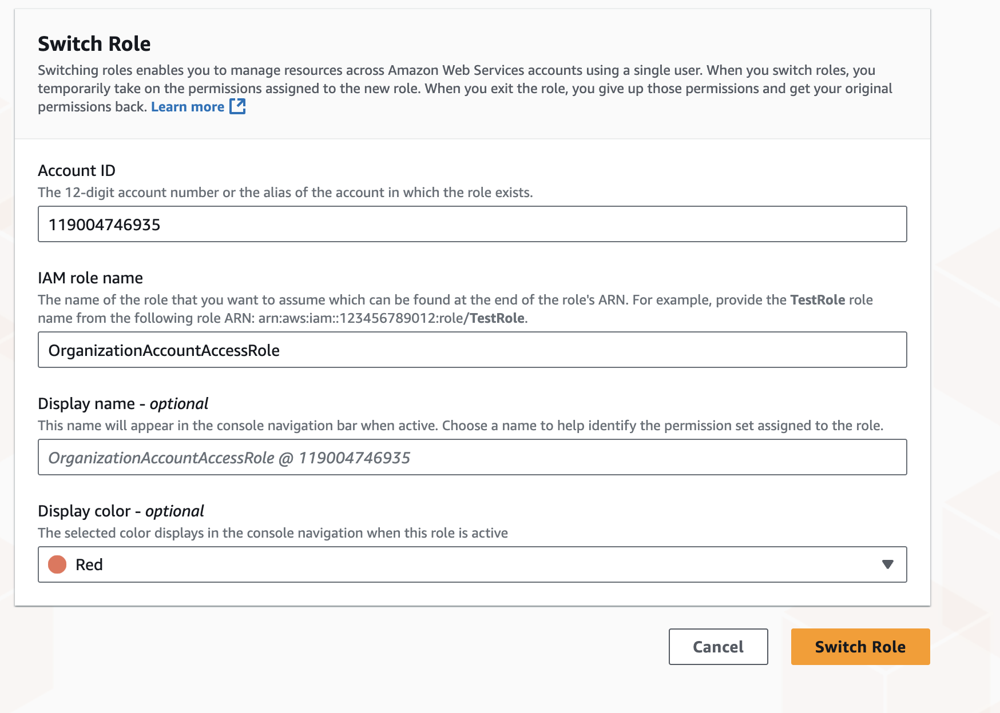 Switch Role
Switching roles enables you to manage resources across Amazon Web Services accounts using a single user. When you switch roles, you
temporarily take on the permissions assigned to the new role. When you exit the role, you give up those permissions and get your original
permissions back. Learn more
Account ID
The 12-digit account number or the alias of the account in which the role exists.
119004746935
IAM role name
The name of the role that you want to assume which can be found at the end of the role's ARN. For example, provide the TestRole role
name from the following role ARN: arn:aws:iam::123456789012:role/TestRole.
OrganizationAccountAccessRole
Display name - optional
This name will appear in the console navigation bar when active. Choose a name to help identify the permission set assigned to the role.
OrganizationAccountAccessRole @ 119004746935
Display color - optional
The selected color displays in the console navigation when this role is active
Red
Cancel
Switch Role